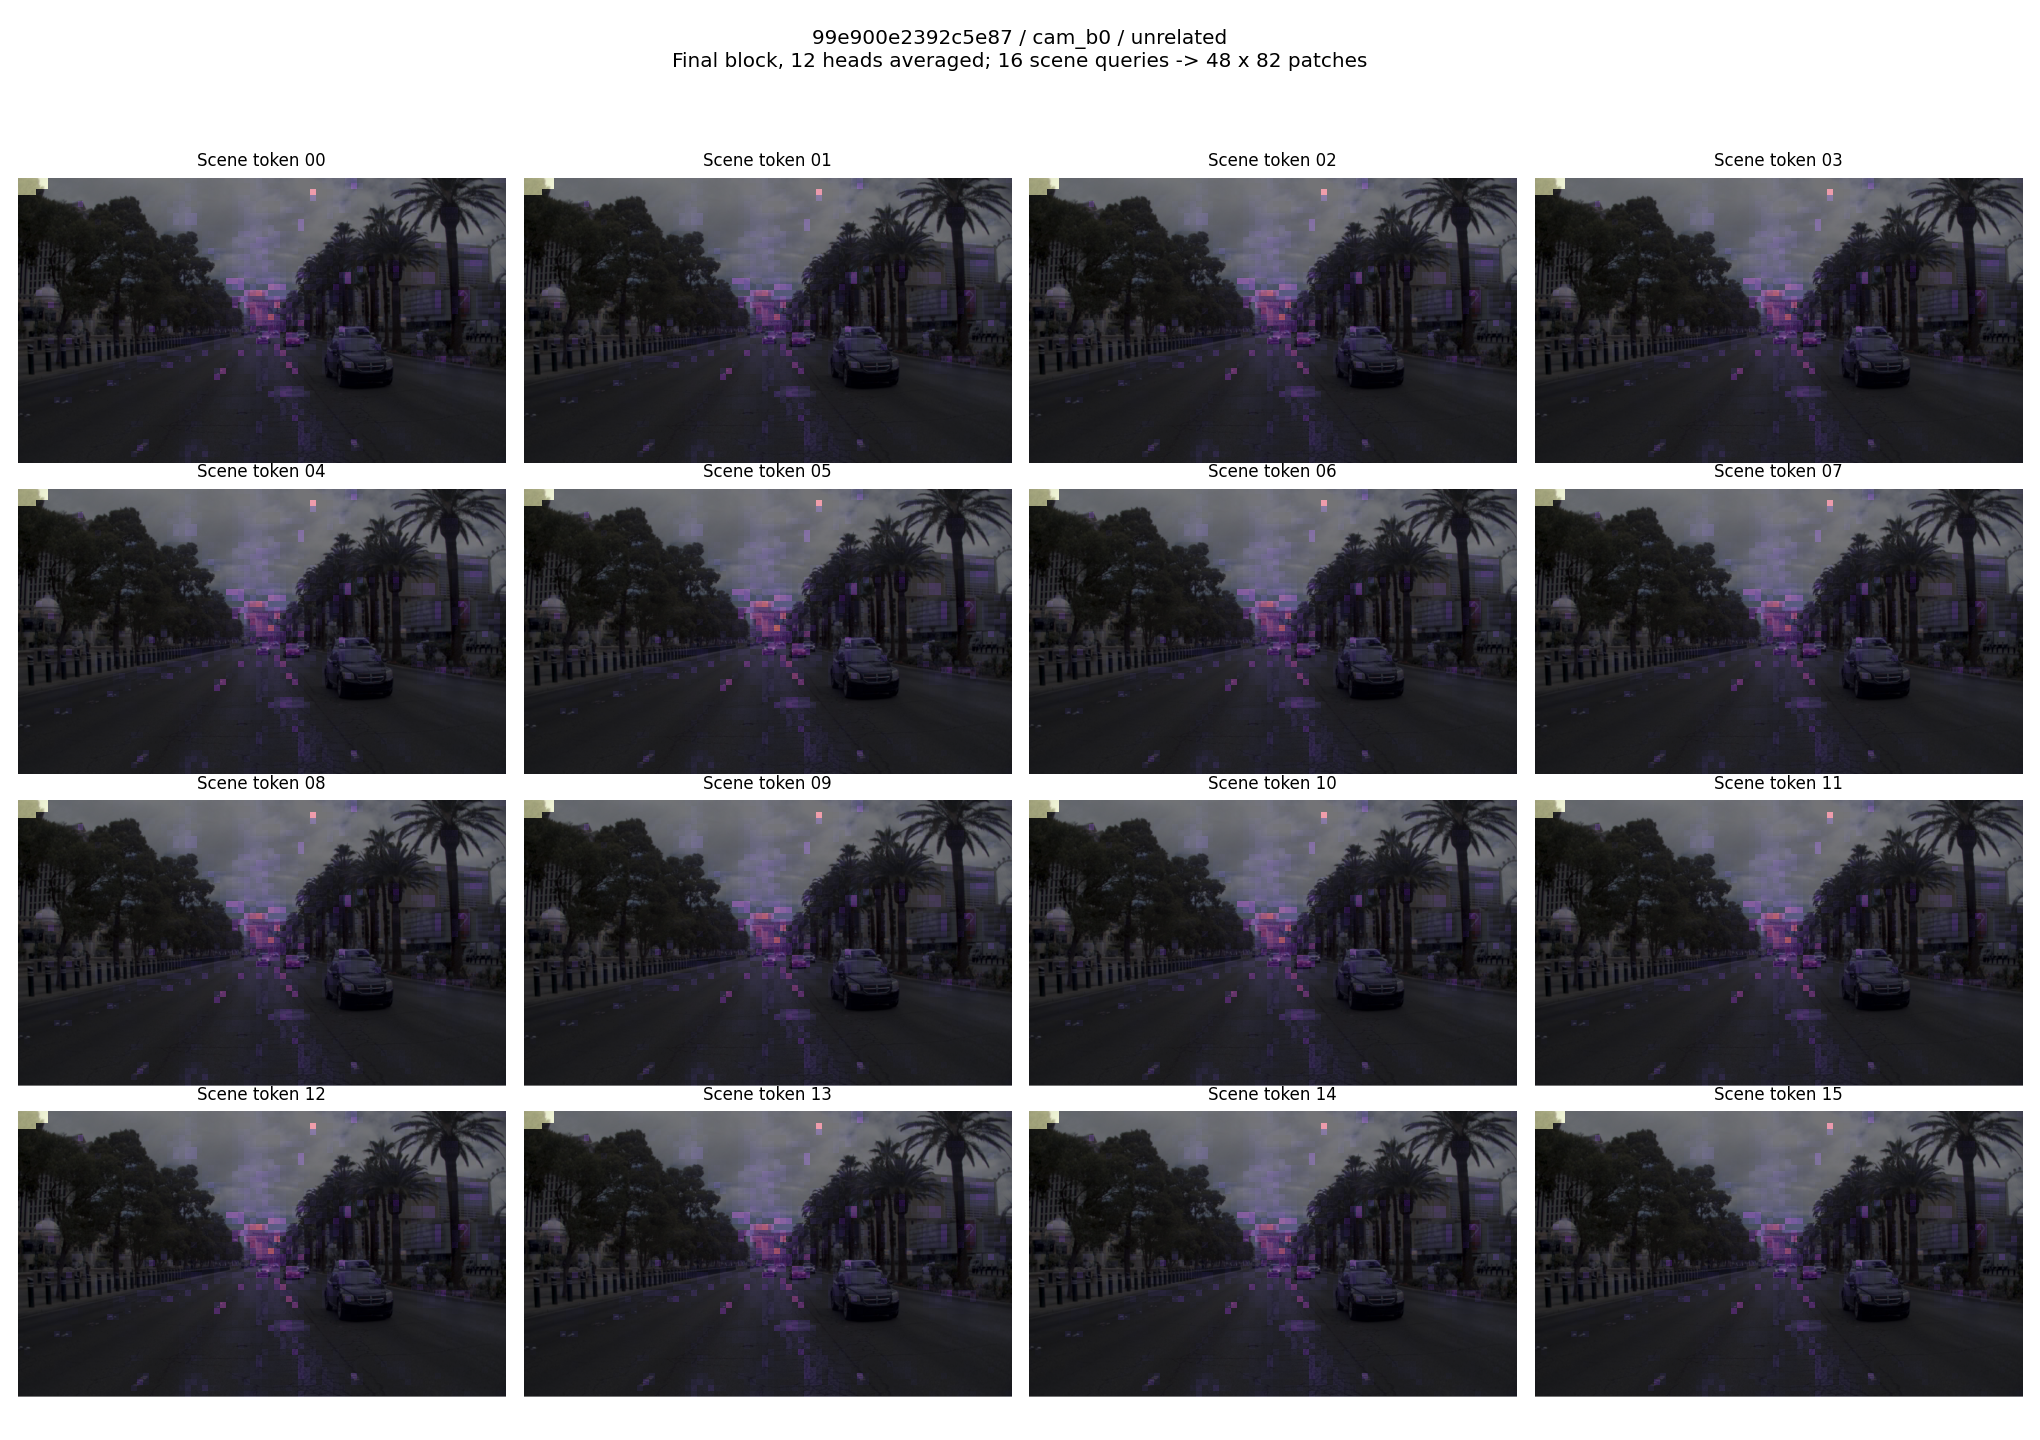 99e900e2392c5e87 / cam_b0 / unrelated
Final block, 12 heads averaged; 16 scene queries -> 48 x 82 patches
Scene token 00
Scene token 01
Scene token 02
Scene token 03
Scene token 04
Scene token 05
Scene token 06
Scene token 07
Scene token 08
Scene token 09
Scene token 10
Scene token 11
Scene token 12
Scene token 13
Scene token 14
Scene token 15